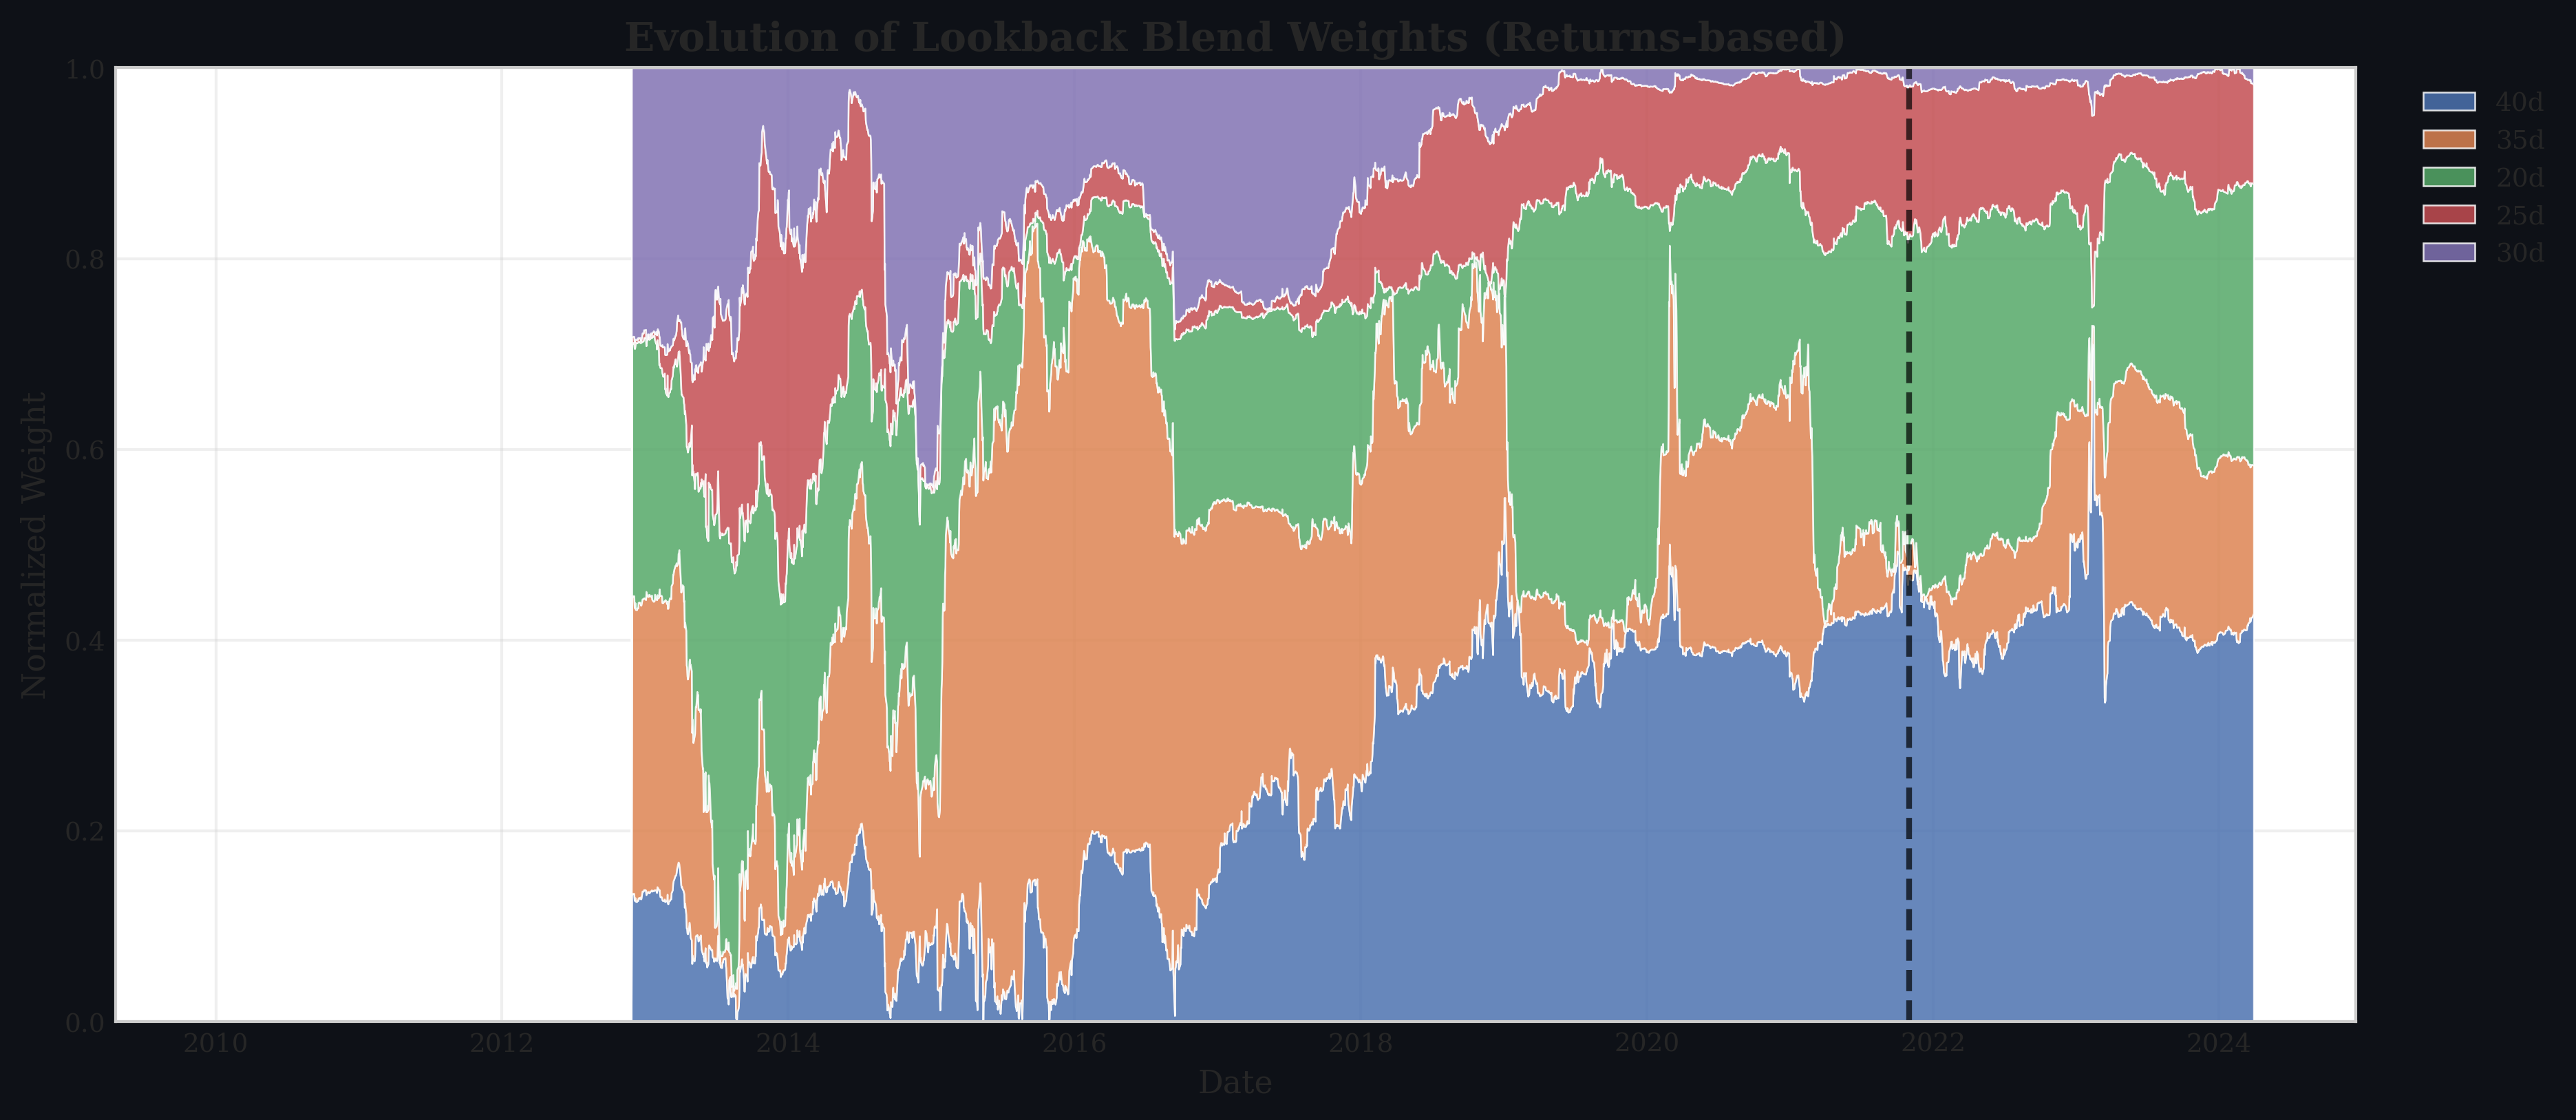 Evolution of Lookback Blend Weights (Returns-based)
1.0
0.8
0.6
0.4
0.2
0.0
Normalized Weight
2010 2012 2014 2016 2018 2020 2022 2024
Date
40d
35d
20d
25d
30d